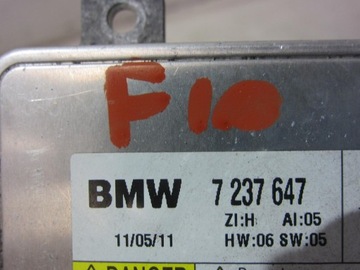 F10
BMW 7 237 647
ZI:H AI:05
11/05/11 HW:06 SW:05
DANGER